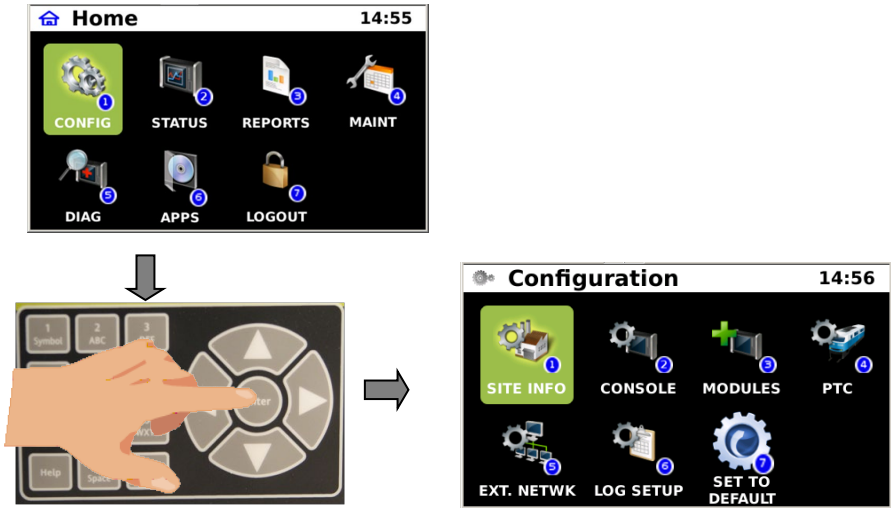 Home 14:55
1 2 3 4
CONFIG STATUS REPORTS MAINT
5 6 7
DIAG APPS LOGOUT
1 2 3
Symbol ABC
Help
Space
Configuration 14:56
1 2 3 4
SITE INFO CONSOLE MODULES PTC
5 6 7
EXT. NETWK LOG SETUP SET TO
DEFAULT